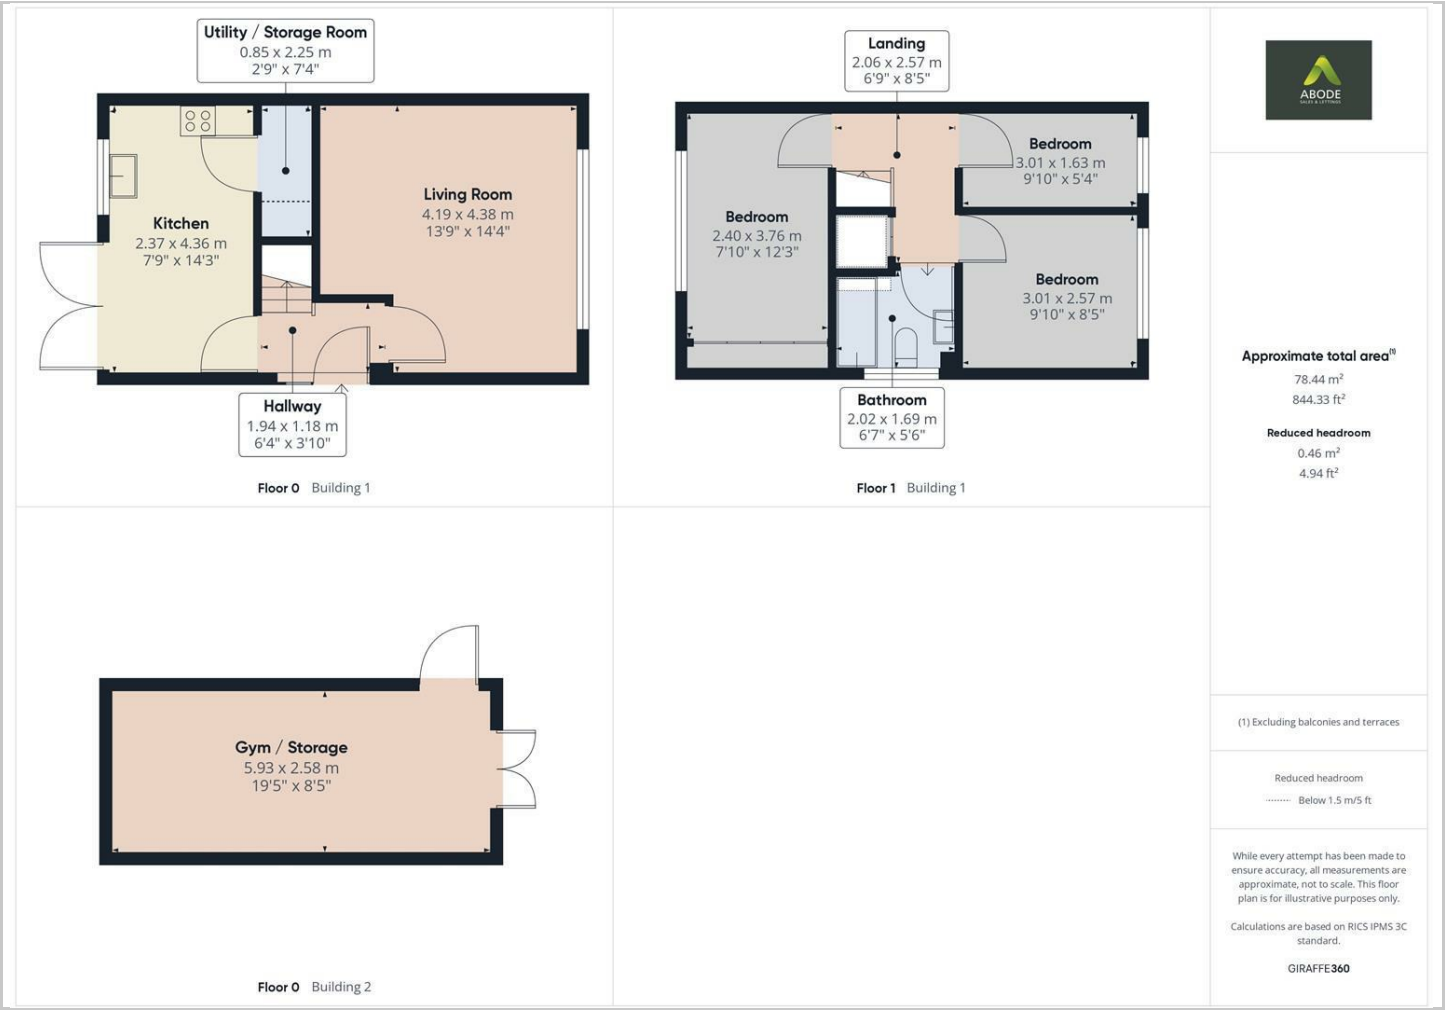 Utility / Storage Room
0.85 x 2.25 m
2'9" x 7'4"
Kitchen
2.37 x 4.36 m
7'9" x 14'3"
Living Room
4.19 x 4.38 m
13'9" x 14'4"
Hallway
1.94 x 1.18 m
6'4" x 3'10"
Floor 0 Building 1
Landing
2.06 x 2.57 m
6'9" x 8'5"
Bedroom
3.01 x 1.63 m
9'10" x 5'4"
Bedroom
2.40 x 3.76 m
7'10" x 12'3"
Bedroom
3.01 x 2.57 m
9'10" x 8'5"
Bathroom
2.02 x 1.69 m
6'7" x 5'6"
Floor 1 Building 1
Gym / Storage
5.93 x 2.58 m
19'5" x 8'5"
Floor 0 Building 2
ABODE
SALES & LETTINGS
Approximate total area(1)
78.44 m²
844.33 ft²
Reduced headroom
0.46 m²
4.94 ft²
(1) Excluding balconies and terraces
Reduced headroom
Below 1.5 m/5 ft
While every attempt has been made to
ensure accuracy, all measurements are
approximate, not to scale. This floor
plan is for illustrative purposes only.
Calculations are based on RICS IPMS 3C
standard.
GIRAFFE360